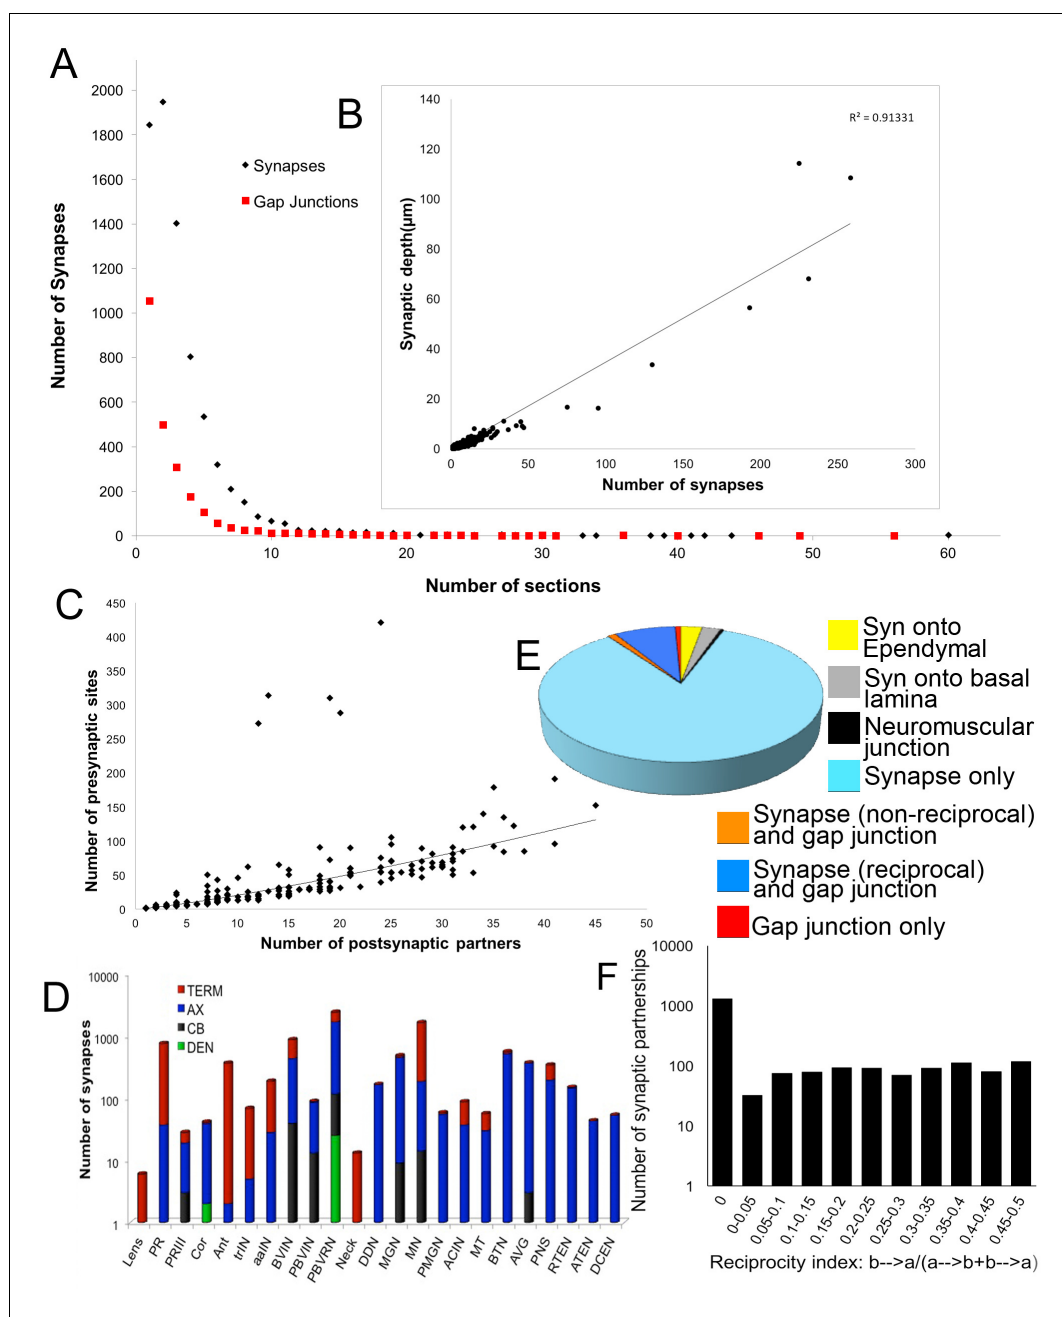 A
Number of Synapses
2000
1800
1600
1400
1200
1000
800
600
400
200
0
Synapses
Gap Junctions
0
10
20
30
40
50
60
Number of sections
B
Synaptic depth(µm)
140
120
100
80
60
40
20
0
R² = 0.91331
0
50
100
150
200
250
300
Number of synapses
C
Number of presynaptic sites
450
400
350
300
250
200
150
100
50
0
0
5
10
15
20
25
30
35
40
45
50
Number of postsynaptic partners
E
Syn onto
Ependymal
Syn onto basal
lamina
Neuromuscular
junction
Synapse only
Synapse (non-reciprocal)
and gap junction
Synapse (reciprocal)
and gap junction
Gap junction only
D
Number of synapses
10000
1000
100
10
1
TERM
AX
CB
DEN
Lens
PR
PRIII
Cor
Ant
trIN
aaIN
BVIN
PBVIN
PBVRN
Neck
DDN
MGN
MN
PMGN
ACIN
MT
BTN
AVG
PNS
RTEN
ATEN
DCEN
F
Number of synaptic partnerships
10000
1000
100
10
1
0
0-0.05
0.05-0.1
0.1-0.15
0.15-0.2
0.2-0.25
0.25-0.3
0.3-0.35
0.35-0.4
0.4-0.45
0.45-0.5
Reciprocity index: b-->a/(a-->b+b-->a)